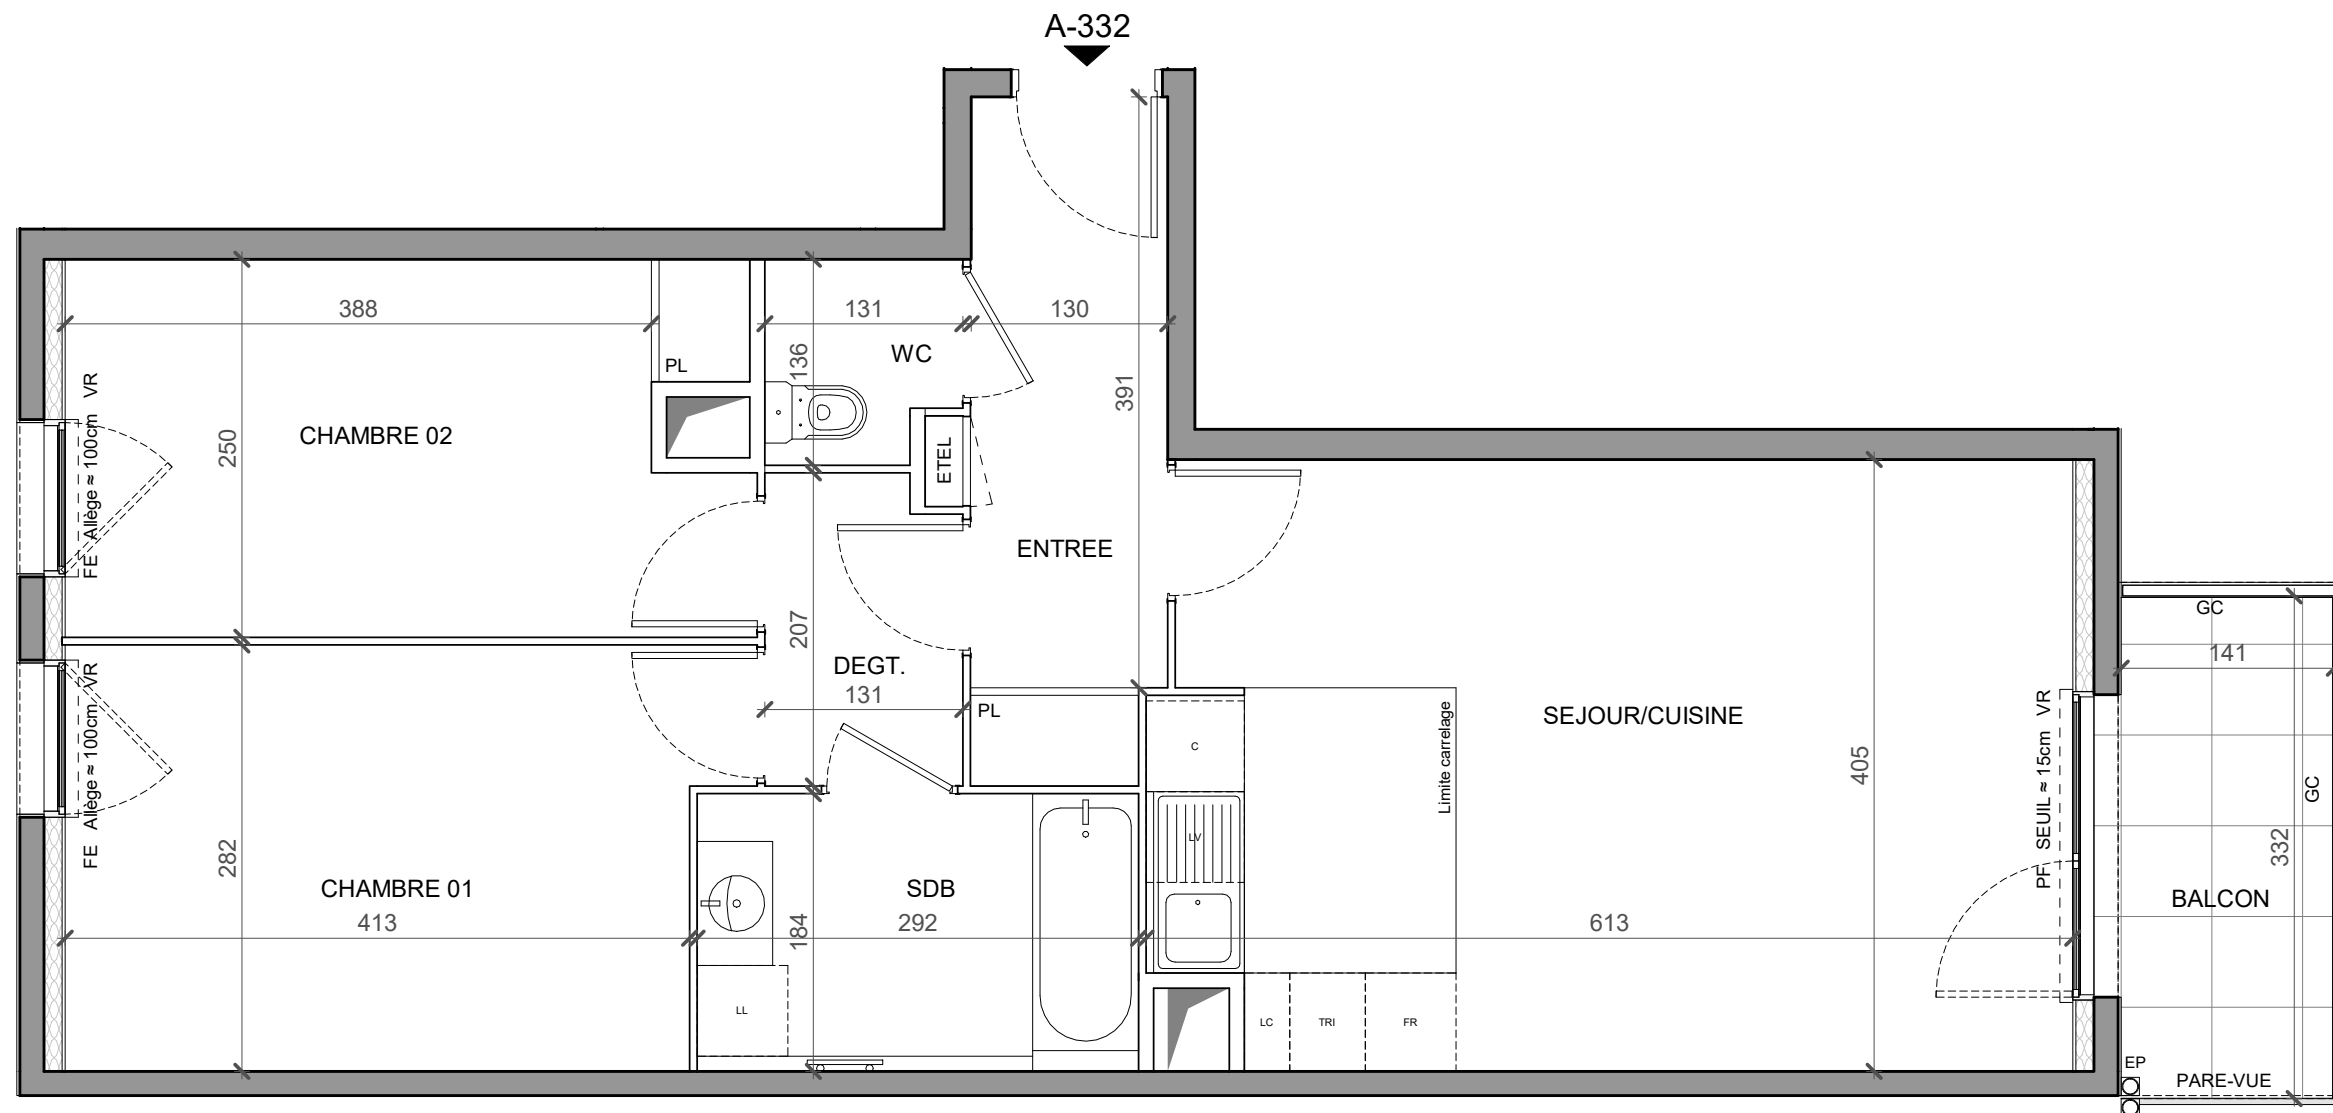 A-332
388
131
130
WC
136
PL
391
FE Allège ≈ 100cm VR
250
CHAMBRE 02
ETEL
ENTREE
207
DEGT.
131
PL
GC
141
SEJOUR/CUISINE
C
Limite carrelage
405
PF SEUIL ≈ 15cm VR
GC
FE Allège ≈ 100cm VR
282
CHAMBRE 01
413
184
SDB
292
LV
613
332
BALCON
LL
LC
TRI
FR
EP
PARE-VUE